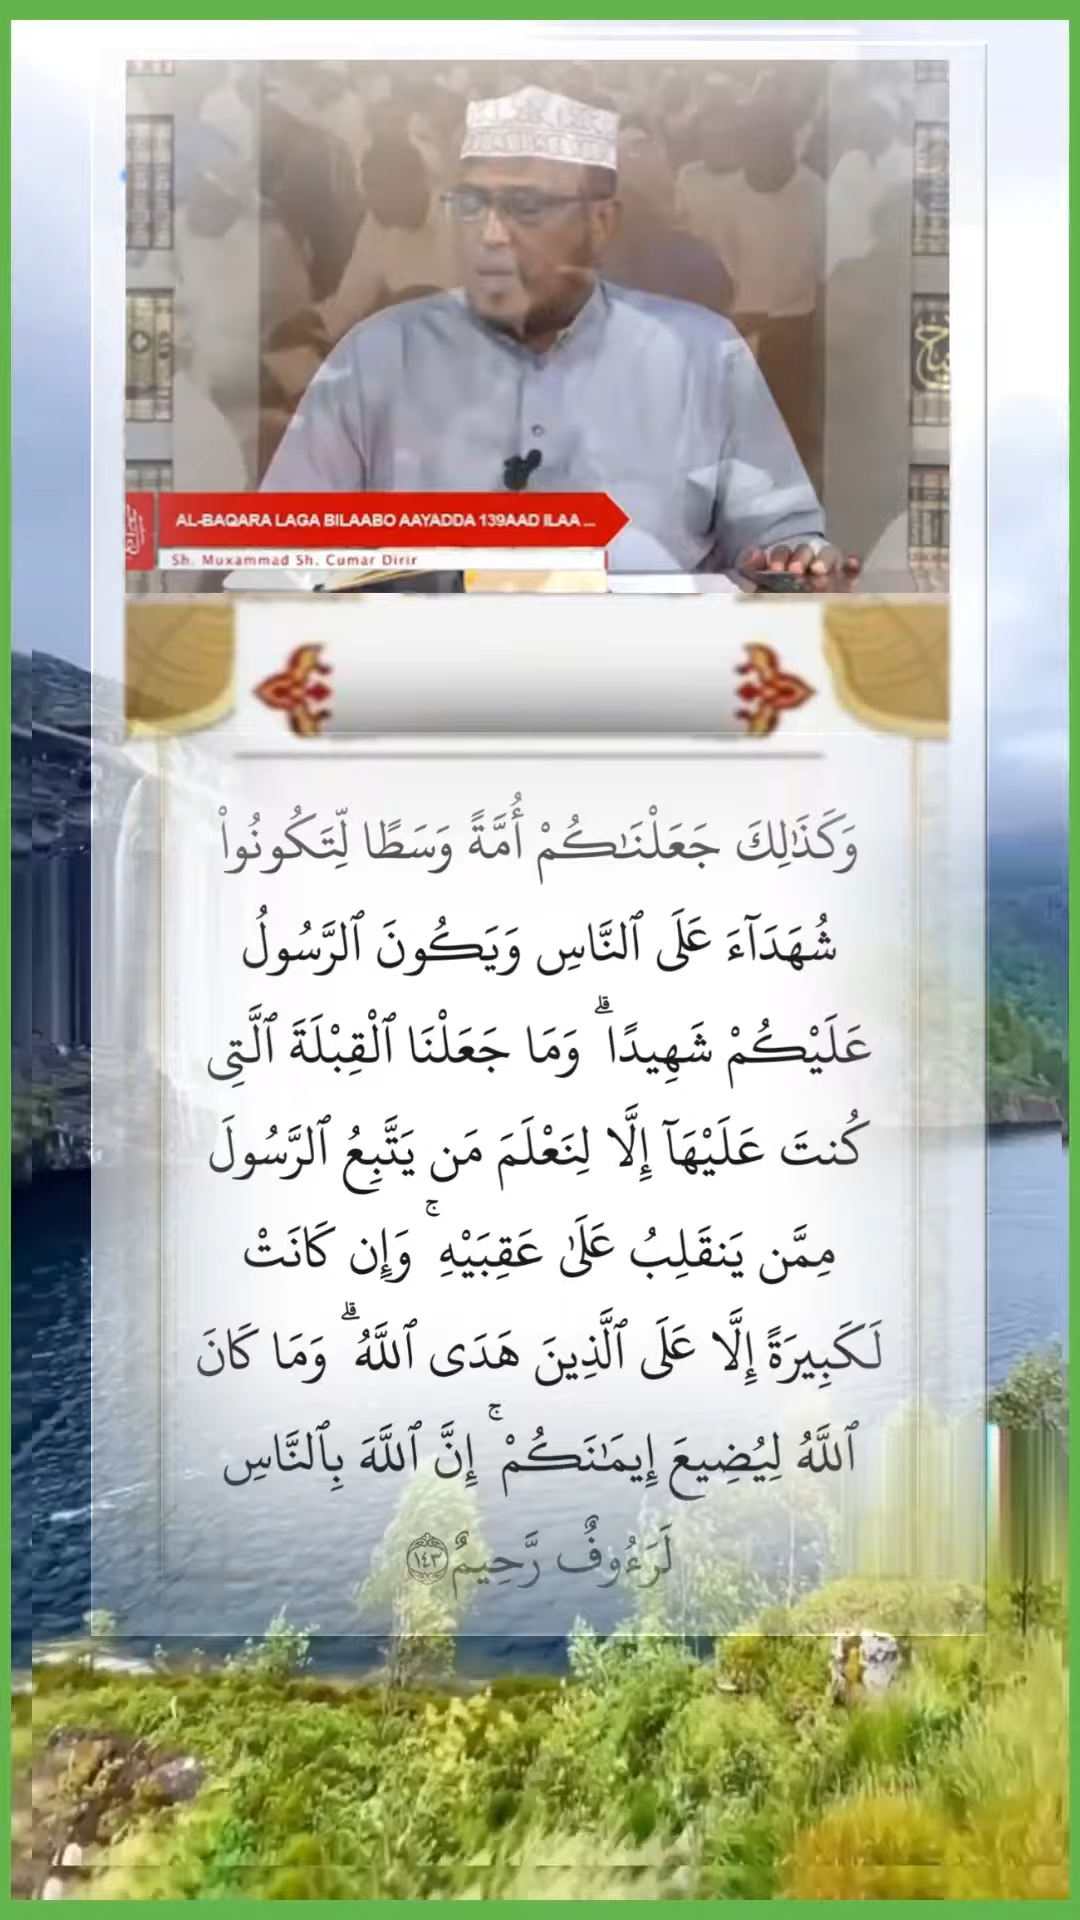 AL-BAQARA LAGA BILAABO AAYADDA 139AAD ILAA ...
Sh. Muxammad Sh. Cumar Dirir
وَكَذَٰلِكَ جَعَلْنَـٰكُمْ أُمَّةً وَسَطًا لِّتَكُونُوا۟
شُهَدَآءَ عَلَى ٱلنَّاسِ وَيَكُونَ ٱلرَّسُولُ
عَلَيْكُمْ شَهِيدًا ۗ وَمَا جَعَلْنَا ٱلْقِبْلَةَ ٱلَّتِى
كُنتَ عَلَيْهَآ إِلَّا لِنَعْلَمَ مَن يَتَّبِعُ ٱلرَّسُولَ
مِمَّن يَنقَلِبُ عَلَىٰ عَقِبَيْهِ ۚ وَإِن كَانَتْ
لَكَبِيرَةً إِلَّا عَلَى ٱلَّذِينَ هَدَى ٱللَّهُ ۗ وَمَا كَانَ
ٱللَّهُ لِيُضِيعَ إِيمَـٰنَكُمْ ۚ إِنَّ ٱللَّهَ بِٱلنَّاسِ
لَرَءُوفٌ رَّحِيمٌ ١٤٣